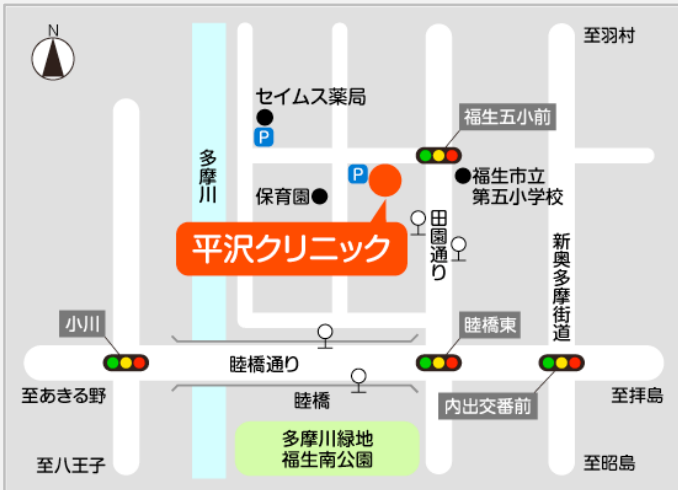 N
至羽村
セイムス薬局
P
福生五小前
多摩川
P
福生市立
第五小学校
保育園
田園通り
平沢クリニック
新奥多摩街道
小川
睦橋東
睦橋通り
至あきる野
睦橋
内出交番前
至拝島
多摩川緑地
福生南公園
至八王子
至昭島